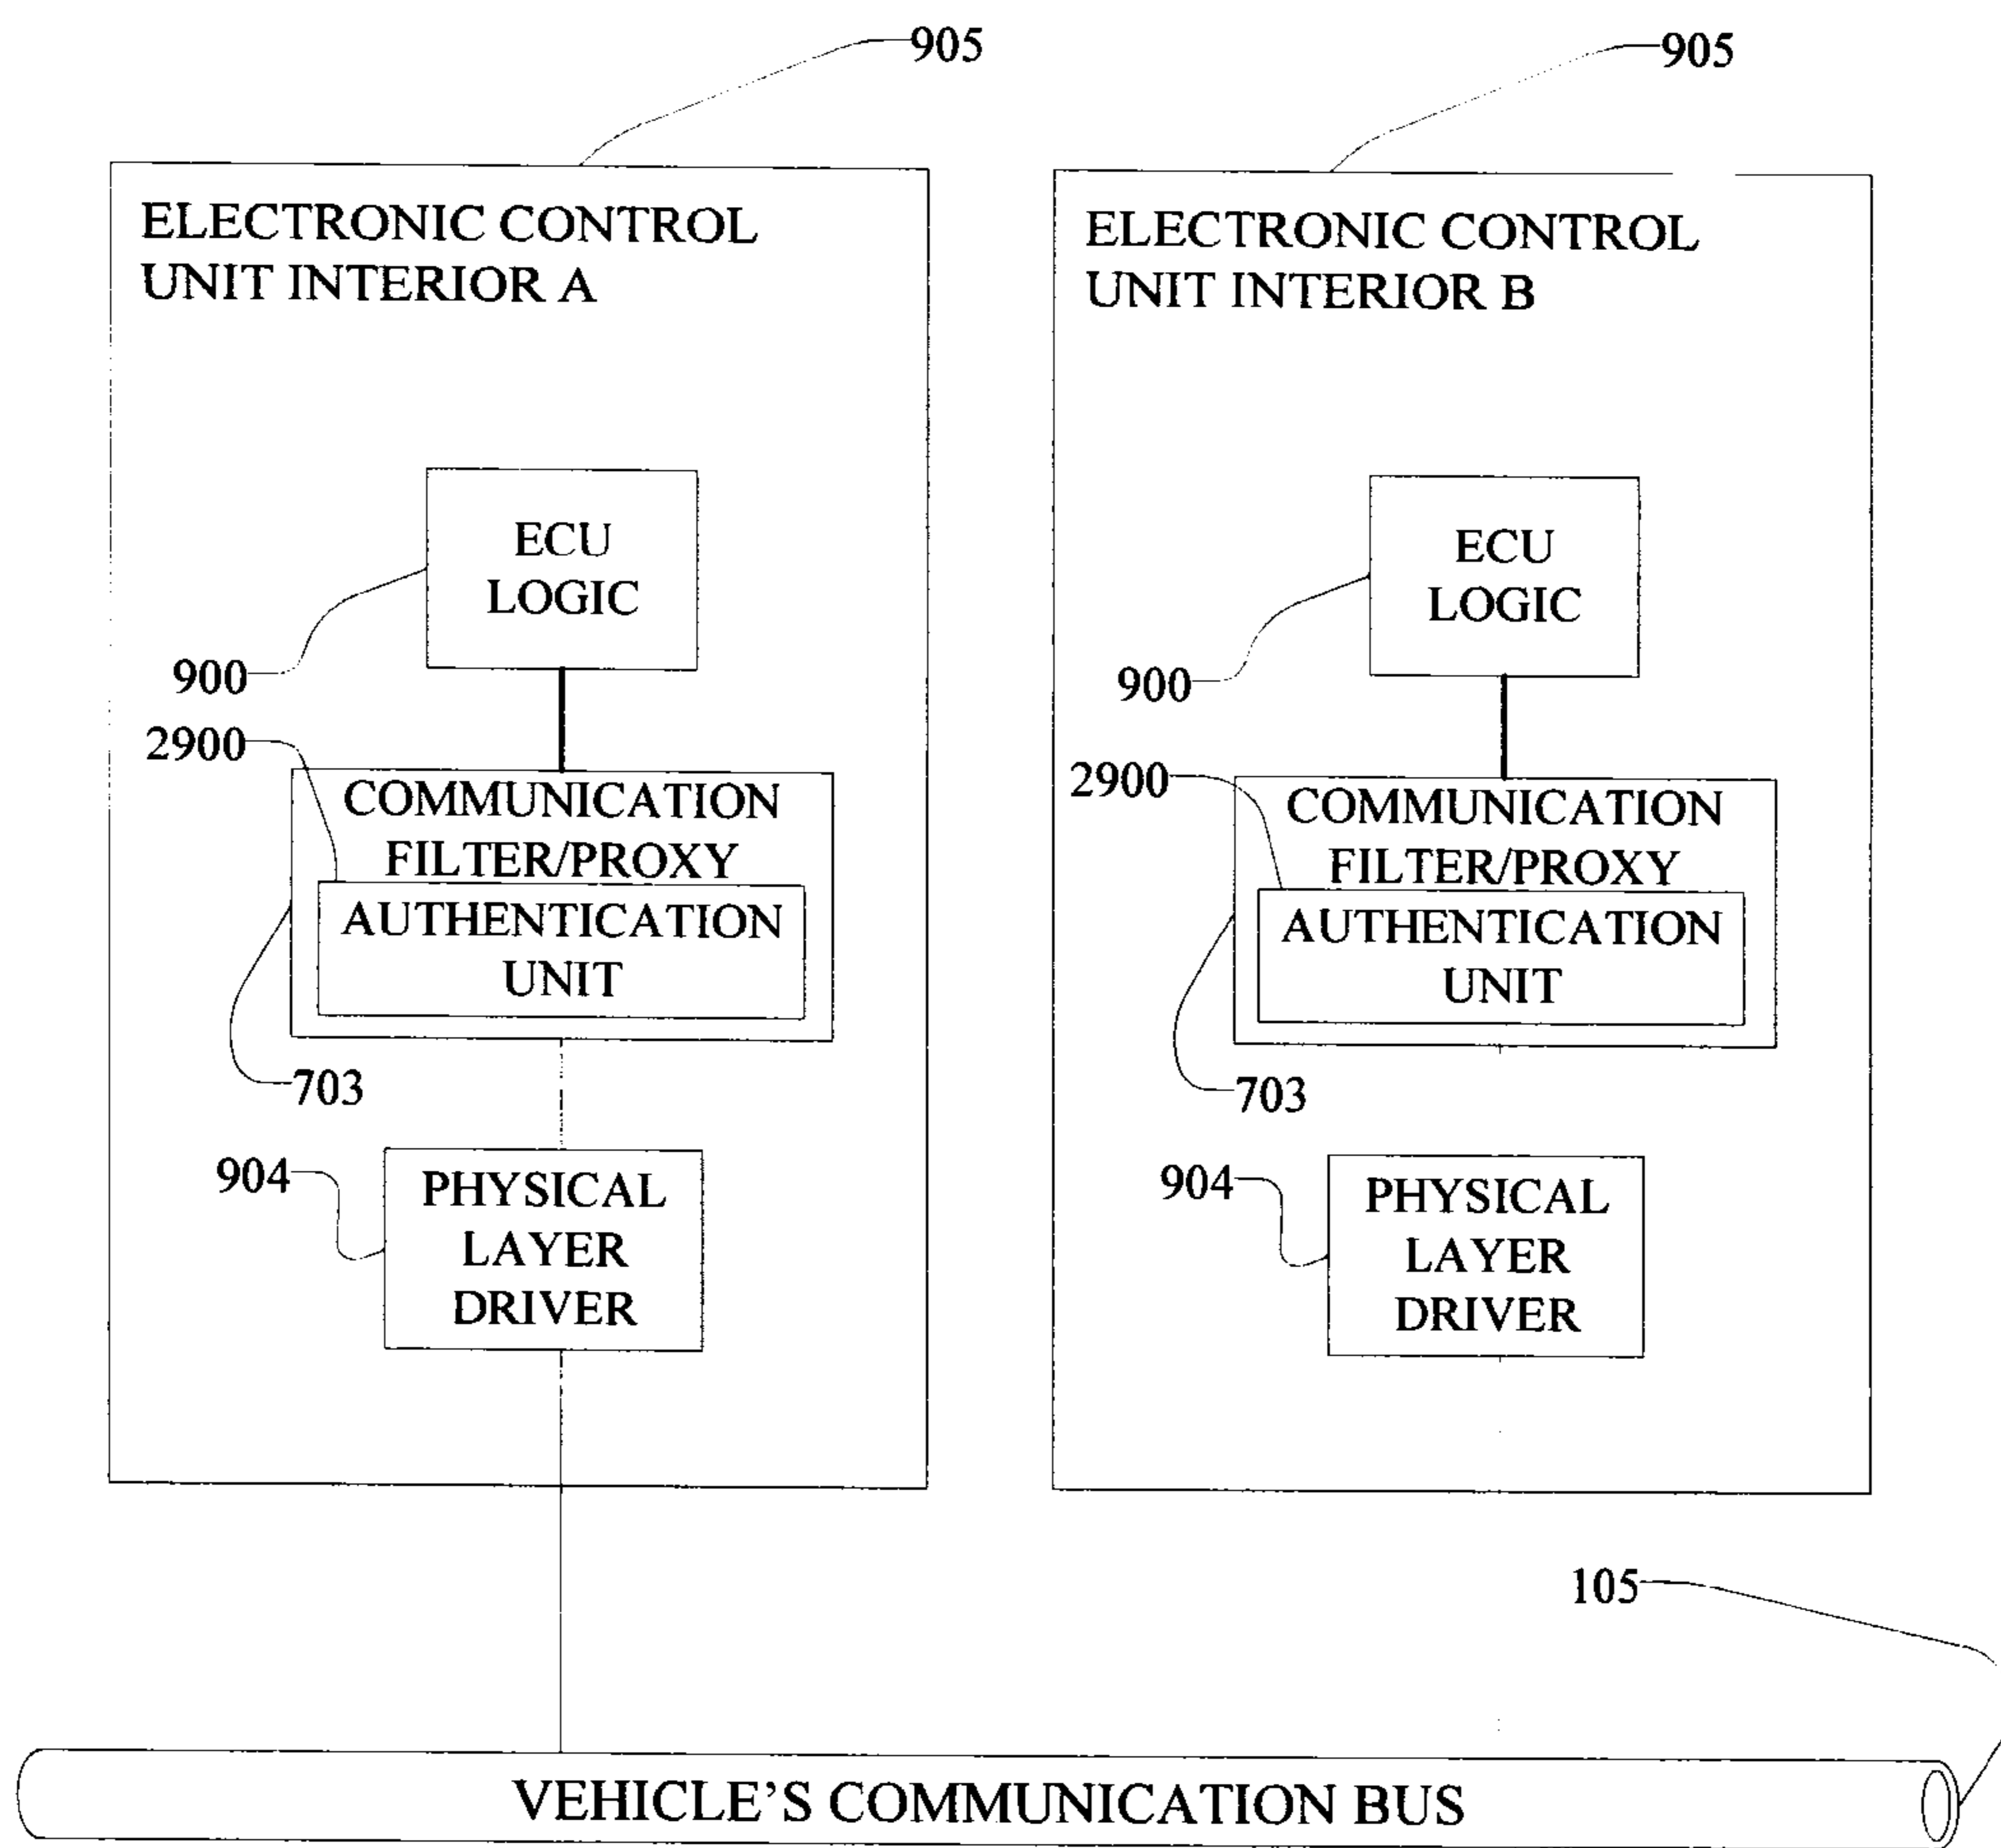 905
905
ELECTRONIC CONTROL
UNIT INTERIOR A
ELECTRONIC CONTROL
UNIT INTERIOR B
ECU
LOGIC
900
ECU
LOGIC
900
2900
COMMUNICATION
FILTER/PROXY
AUTHENTICATION
UNIT
703
2900
COMMUNICATION
FILTER/PROXY
AUTHENTICATION
UNIT
703
904
PHYSICAL
LAYER
DRIVER
904
PHYSICAL
LAYER
DRIVER
105
VEHICLE'S COMMUNICATION BUS